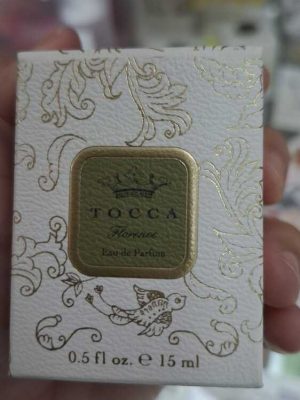 TOCCA
Florence
Eau de Parfum
0.5 fl oz. ℮ 15 ml